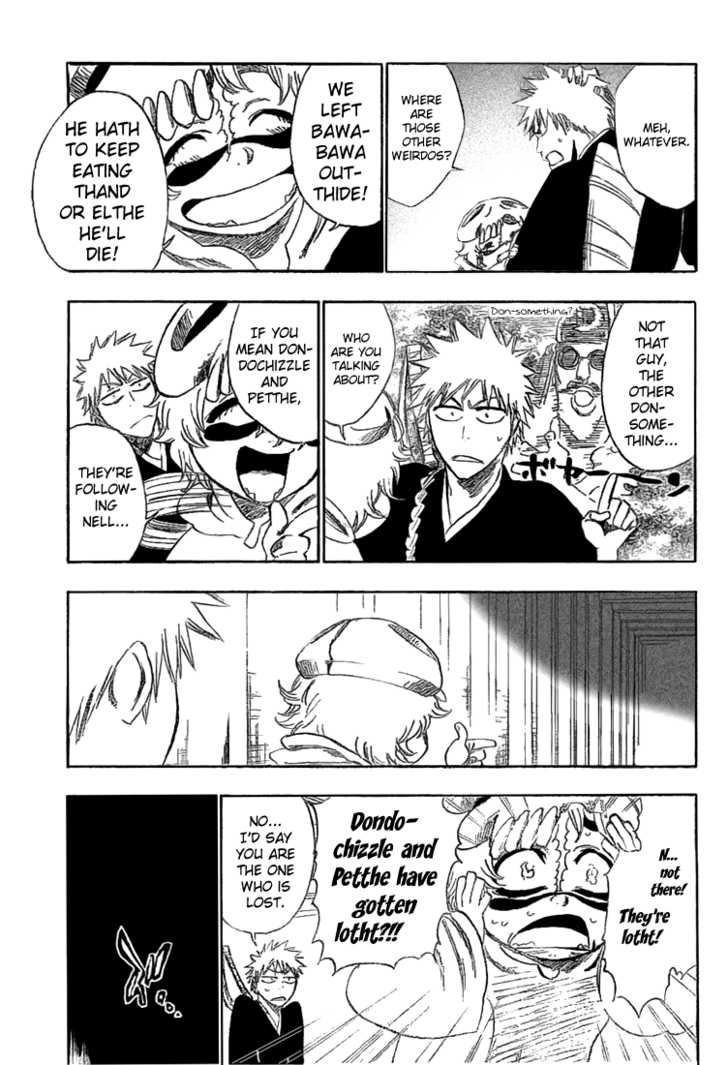 MEH,
WHATEVER.
WHERE
ARE
THOSE
OTHER
WEIRDOS?
WE
LEFT
BAWA-
BAWA
OUT-
THIDE!
HE HATH
TO KEEP
EATING
THAND
OR ELTHE
HE'LL
DIE!
NOT
THAT
GUY,
THE
OTHER
DON-
SOME-
THING...
Don-something?
ボヤーン
WHO
ARE YOU
TALKING
ABOUT?
IF YOU
MEAN DON-
DOCHIZZLE
AND
PETTHE,
THEY'RE
FOLLOW-
ING
NELL...
N...
not
there!
They're
lotht!
Dondo-
chizzle and
Petthe have
gotten
lotht?!!
NO...
I'D SAY
YOU ARE
THE ONE
WHO IS
LOST.